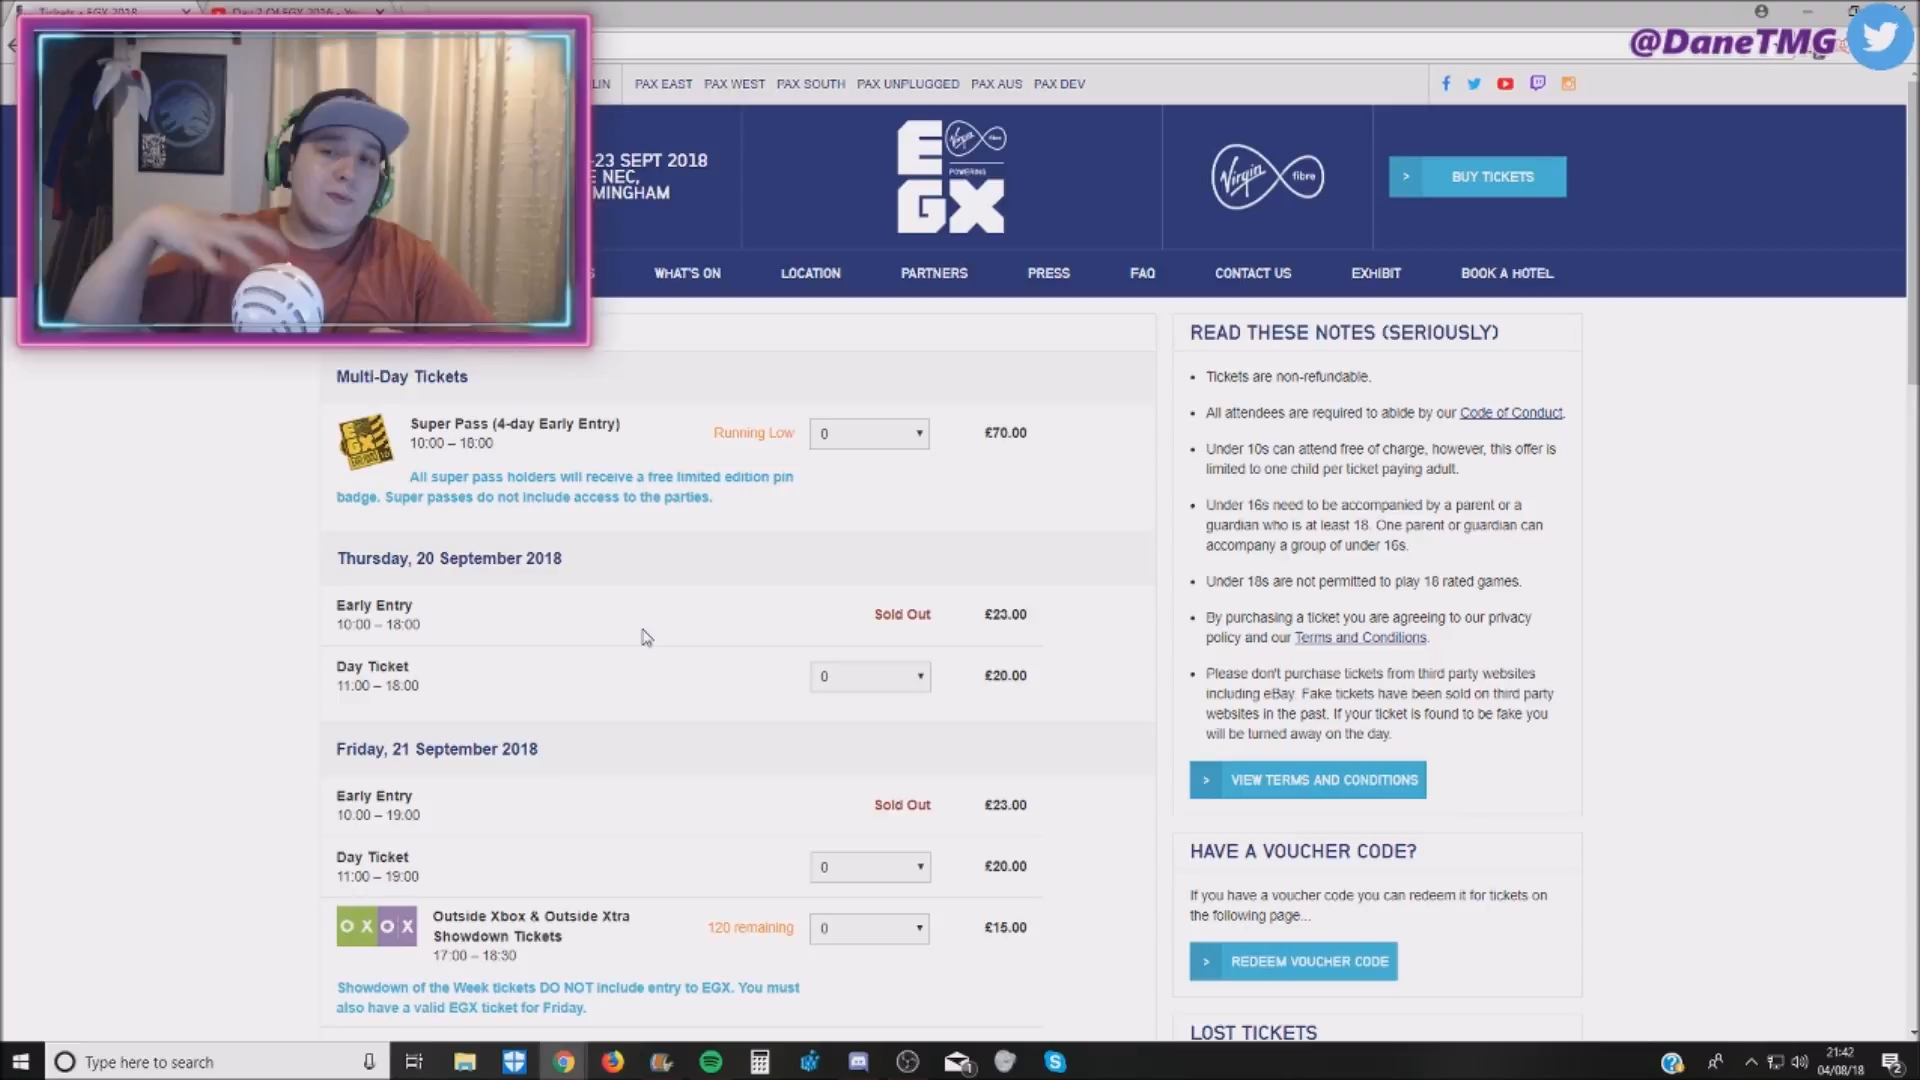 Tickets • EGX 2018
@DaneTMG
LIN
PAX EAST PAX WEST PAX SOUTH PAX UNPLUGGED PAX AUS PAX DEV
-23 SEPT 2018
E NEC,
MINGHAM
EGX
Virgin fibre
POWERING
Virgin fibre
> BUY TICKETS
S
WHAT'S ON LOCATION PARTNERS PRESS FAQ CONTACT US EXHIBIT BOOK A HOTEL
Multi-Day Tickets
Super Pass (4-day Early Entry) Running Low 0 £70.00
10:00 – 18:00
All super pass holders will receive a free limited edition pin
badge. Super passes do not include access to the parties.
Thursday, 20 September 2018
Early Entry Sold Out £23.00
10:00 – 18:00
Day Ticket 0 £20.00
11:00 – 18:00
Friday, 21 September 2018
Early Entry Sold Out £23.00
10:00 – 19:00
Day Ticket 0 £20.00
11:00 – 19:00
OXOX
Outside Xbox & Outside Xtra 120 remaining 0 £15.00
Showdown Tickets
17:00 – 18:30
Showdown of the Week tickets DO NOT include entry to EGX. You must
also have a valid EGX ticket for Friday.
READ THESE NOTES (SERIOUSLY)
• Tickets are non-refundable.
• All attendees are required to abide by our Code of Conduct.
• Under 10s can attend free of charge, however, this offer is
limited to one child per ticket paying adult.
• Under 16s need to be accompanied by a parent or a
guardian who is at least 18. One parent or guardian can
accompany a group of under 16s.
• Under 18s are not permitted to play 18 rated games.
• By purchasing a ticket you are agreeing to our privacy
policy and our Terms and Conditions.
• Please don't purchase tickets from third party websites
including eBay. Fake tickets have been sold on third party
websites in the past. If your ticket is found to be fake you
will be turned away on the day.
> VIEW TERMS AND CONDITIONS
HAVE A VOUCHER CODE?
If you have a voucher code you can redeem it for tickets on
the following page...
> REDEEM VOUCHER CODE
LOST TICKETS
Type here to search
21:42
04/08/18